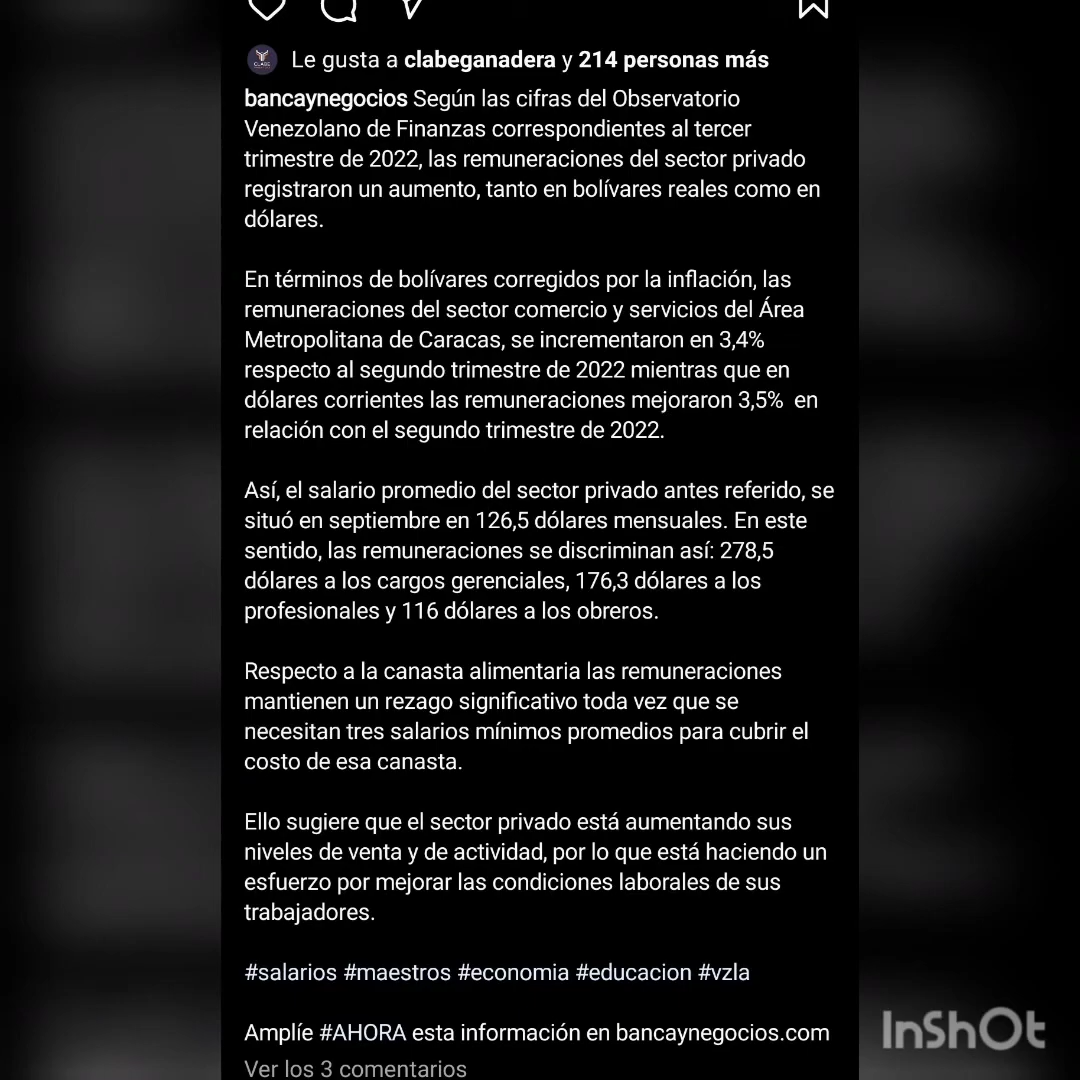 CLABE
Le gusta a clabeganadera y 214 personas más
bancaynegocios Según las cifras del Observatorio
Venezolano de Finanzas correspondientes al tercer
trimestre de 2022, las remuneraciones del sector privado
registraron un aumento, tanto en bolívares reales como en
dólares.
En términos de bolívares corregidos por la inflación, las
remuneraciones del sector comercio y servicios del Área
Metropolitana de Caracas, se incrementaron en 3,4%
respecto al segundo trimestre de 2022 mientras que en
dólares corrientes las remuneraciones mejoraron 3,5% en
relación con el segundo trimestre de 2022.
Así, el salario promedio del sector privado antes referido, se
situó en septiembre en 126,5 dólares mensuales. En este
sentido, las remuneraciones se discriminan así: 278,5
dólares a los cargos gerenciales, 176,3 dólares a los
profesionales y 116 dólares a los obreros.
Respecto a la canasta alimentaria las remuneraciones
mantienen un rezago significativo toda vez que se
necesitan tres salarios mínimos promedios para cubrir el
costo de esa canasta.
Ello sugiere que el sector privado está aumentando sus
niveles de venta y de actividad, por lo que está haciendo un
esfuerzo por mejorar las condiciones laborales de sus
trabajadores.
#salarios #maestros #economia #educacion #vzla
Amplíe #AHORA esta información en bancaynegocios.com
Ver los 3 comentarios
InShOt